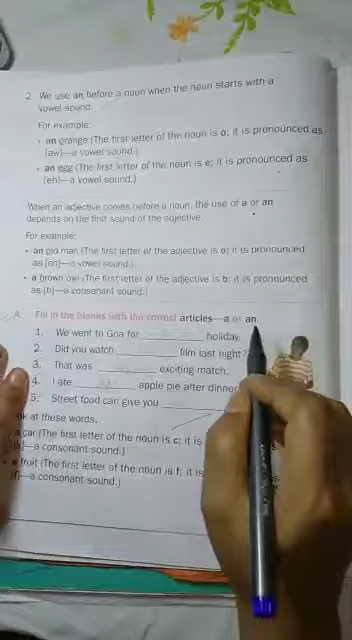 2. We use an before a noun when the noun starts with a
vowel sound.
For example:
• an orange (The first letter of the noun is o; it is pronounced as
[aw]—a vowel sound.)
• an egg (The first letter of the noun is e; it is pronounced as
[eh]—a vowel sound.)
When an adjective comes before a noun, the use of a or an
depends on the first sound of the adjective.
For example:
• an old man (The first letter of the adjective is o; it is pronounced
as [oh]—a vowel sound.)
• a brown owl (The first letter of the adjective is b; it is pronounced
as [b]—a consonant sound.)
A. Fill in the blanks with the correct articles—a or an
1. We went to Goa for ________ holiday.
2. Did you watch ________ film last night?
3. That was ________ exciting match.
4. I ate ________ apple pie after dinner
5. Street food can give you ________
ok at these words.
a car (The first letter of the noun is c; it is
[k]—a consonant sound.)
• a fruit (The first letter of the noun is f; it is
[f]—a consonant sound.)